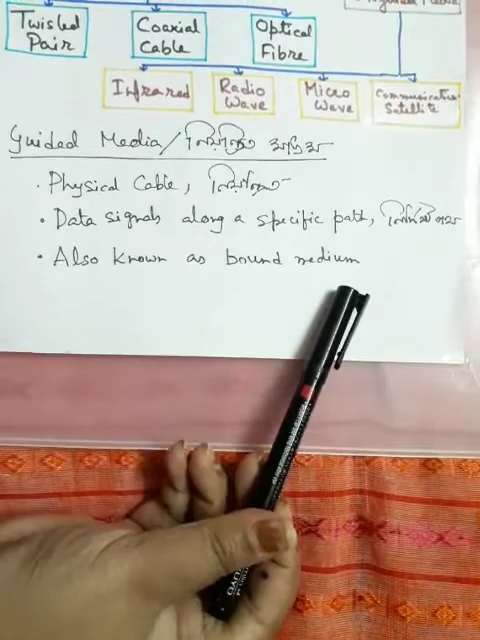 Twisted Pair
Coaxial Cable
Optical Fibre
Infrared
Radio Wave
Micro Wave
Communication Satellite
Guided Media/নিয়ন্ত্রিত
• Physical Cable,
• Data signals along a specific path,
• Also known as bound medium